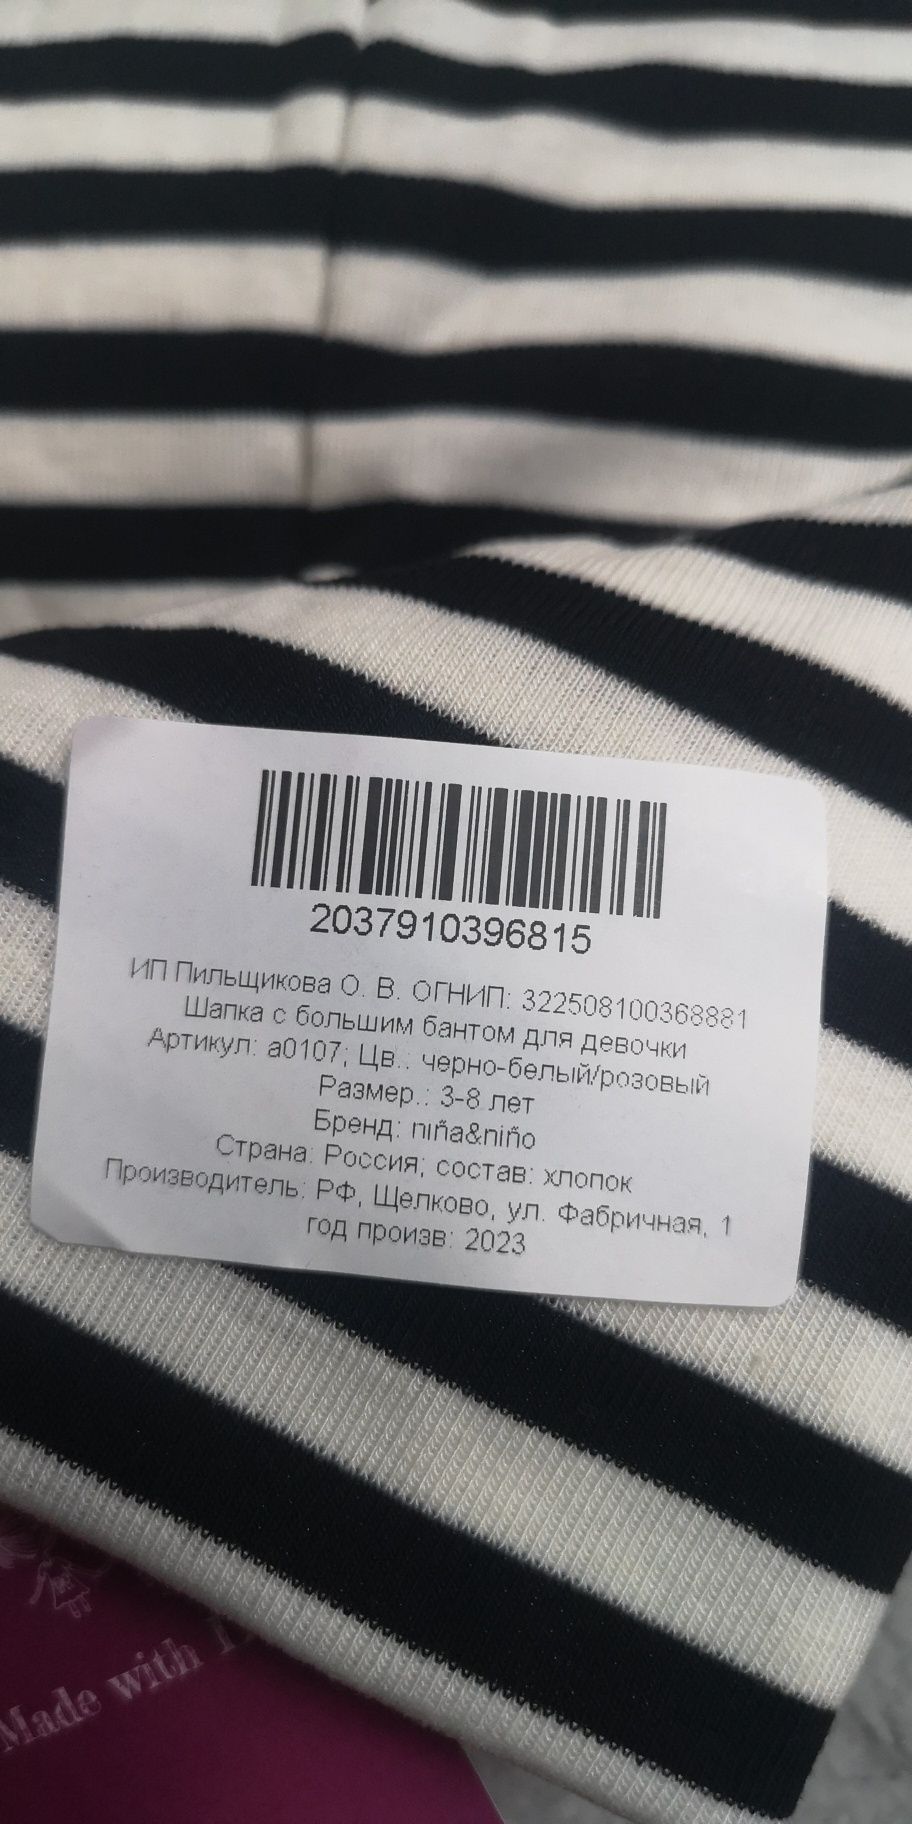 2037910396815
ИП Пильщикова О. В. ОГНИП: 322508100368881
Шапка с большим бантом для девочки
Артикул: а0107; Цв.: черно-белый/розовый
Размер.: 3-8 лет
Бренд: niña&niño
Страна: Россия; состав: хлопок
Производитель: РФ, Щелково, ул. Фабричная, 1
год произв: 2023
Made with